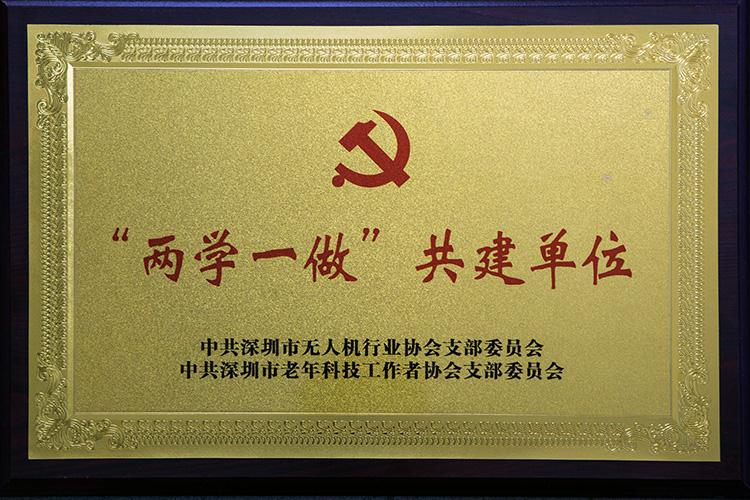 “两学一做”共建单位
中共深圳市无人机行业协会支部委员会
中共深圳市老年科技工作者协会支部委员会